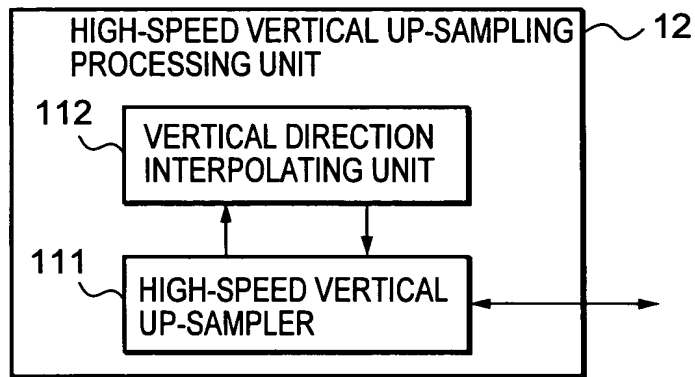 HIGH-SPEED VERTICAL UP-SAMPLING
PROCESSING UNIT
12
112
VERTICAL DIRECTION
INTERPOLATING UNIT
111
HIGH-SPEED VERTICAL
UP-SAMPLER